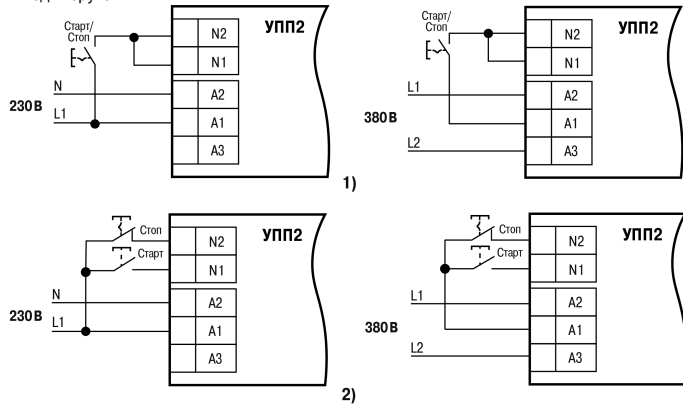 Старт/
Стоп
УПП2
N2
N1
N
A2
230В
L1
A1
A3
Старт/
Стоп
УПП2
N2
N1
L1
A2
380В
A1
L2
A3
1)
Стоп
УПП2
N2
Старт
N1
N
A2
230В
L1
A1
A3
Стоп
УПП2
N2
Старт
N1
L1
A2
380В
A1
L2
A3
2)